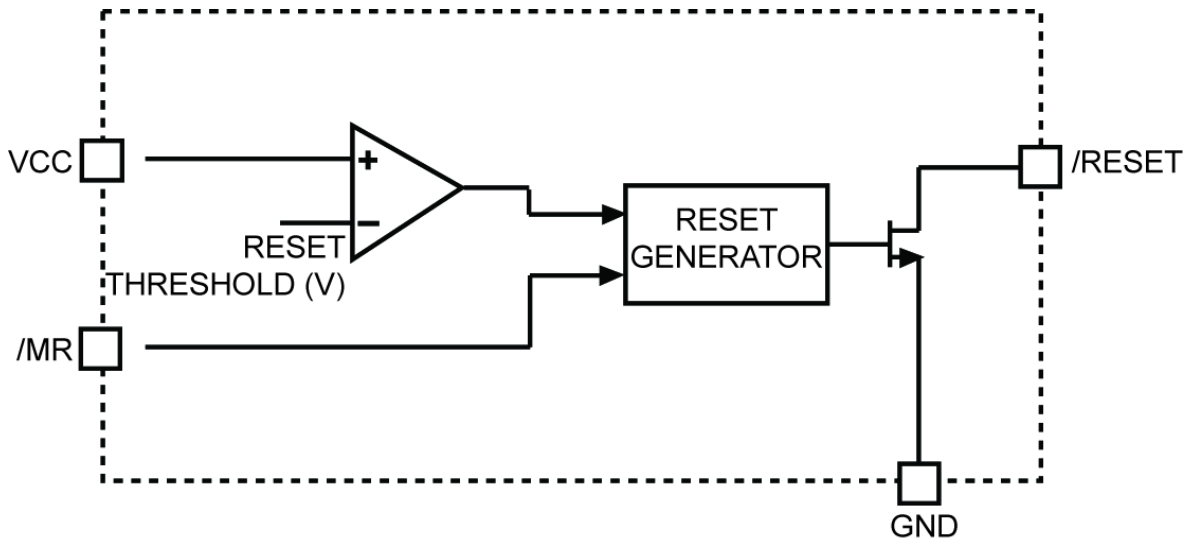 VCC
+
−
RESET
THRESHOLD (V)
/MR
RESET
GENERATOR
/RESET
GND